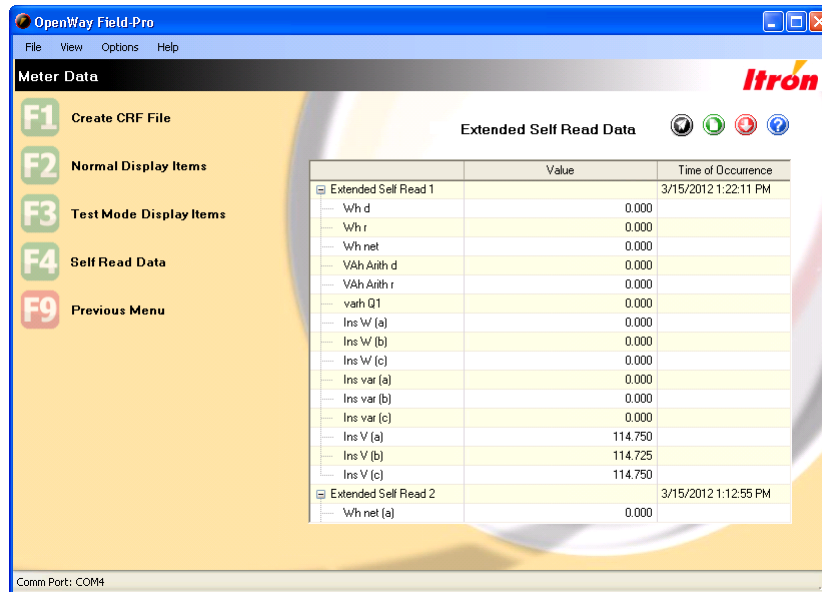 OpenWay Field-Pro
File View Options Help
Meter Data
Itrón
F1 Create CRF File
F2 Normal Display Items
F3 Test Mode Display Items
F4 Self Read Data
F9 Previous Menu
Extended Self Read Data
Value Time of Occurrence
Extended Self Read 1 3/15/2012 1:22:11 PM
Wh d 0.000
Wh r 0.000
Wh net 0.000
VAh Arith d 0.000
VAh Arith r 0.000
varh Q1 0.000
Ins W (a) 0.000
Ins W (b) 0.000
Ins W (c) 0.000
Ins var (a) 0.000
Ins var (b) 0.000
Ins var (c) 0.000
Ins V (a) 114.750
Ins V (b) 114.725
Ins V (c) 114.750
Extended Self Read 2 3/15/2012 1:12:55 PM
Wh net (a) 0.000
Comm Port: COM4